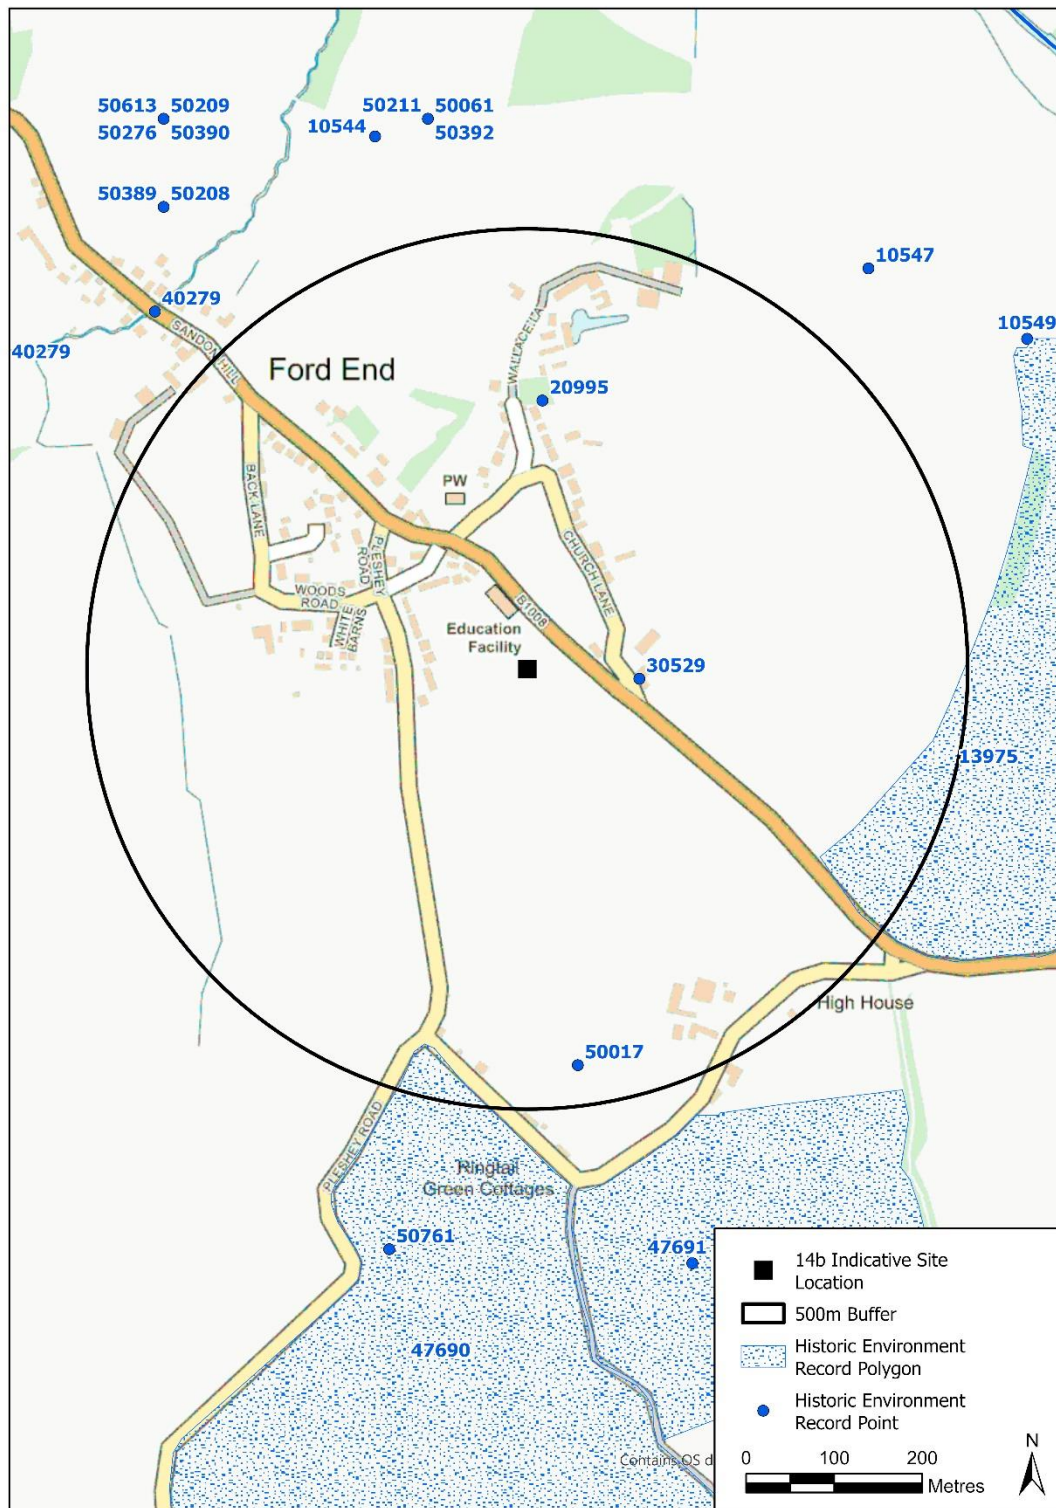 50613 50209
50276 50390
50211 50061
50392
10544
50389 50208
10547
40279
10549
40279
SANDON HILL
Ford End
WALLACE LA
20995
BACK LANE
PW
PLESHEY
ROAD
CHURCH LANE
WOODS
ROAD
WHITE
BARNS
B1008
Education
Facility
30529
13975
High House
50017
PLESHEY ROAD
Ringtail
Green Cottages
50761
47691
47690
14b Indicative Site
Location
500m Buffer
Historic Environment
Record Polygon
Historic Environment
Record Point
Contains OS d
N
0 100 200
Metres